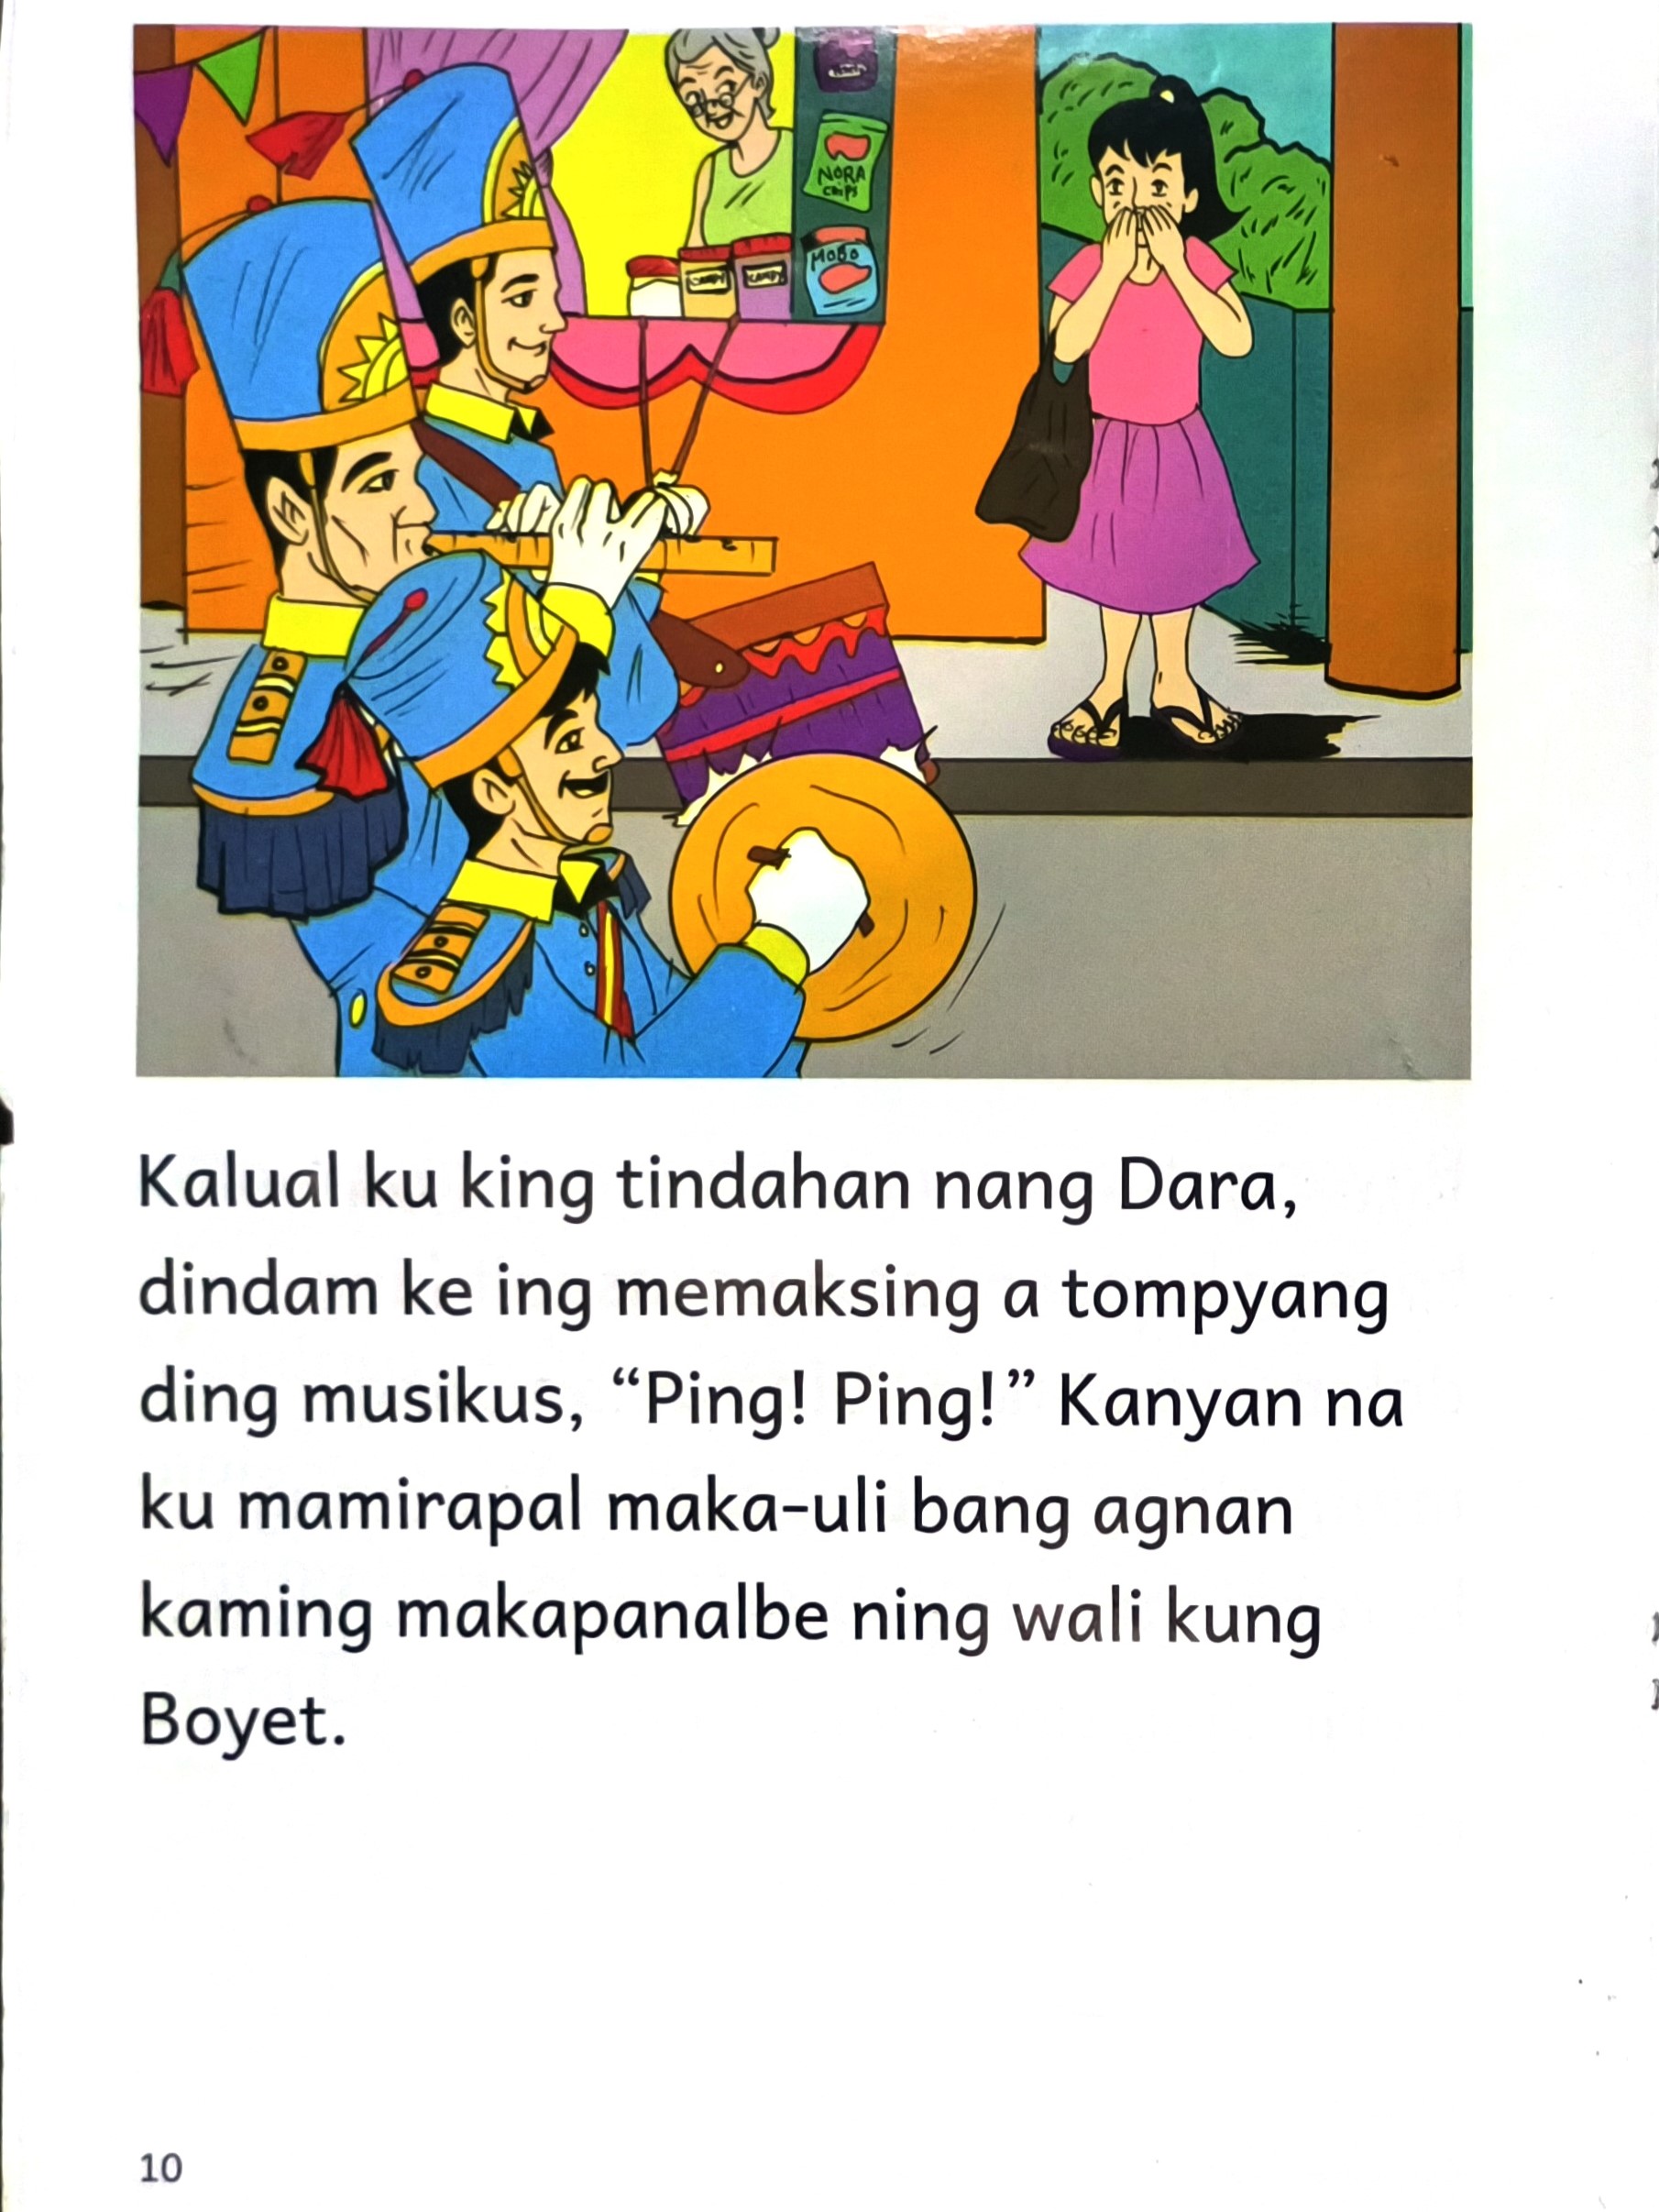 NORA
CHIPS
MOBO
CANDY
CANDY
Kalual ku king tindahan nang Dara,
dindam ke ing memaksing a tompyang
ding musikus, “Ping! Ping!” Kanyan na
ku mamirapal maka-uli bang agnan
kaming makapanalbe ning wali kung
Boyet.
10